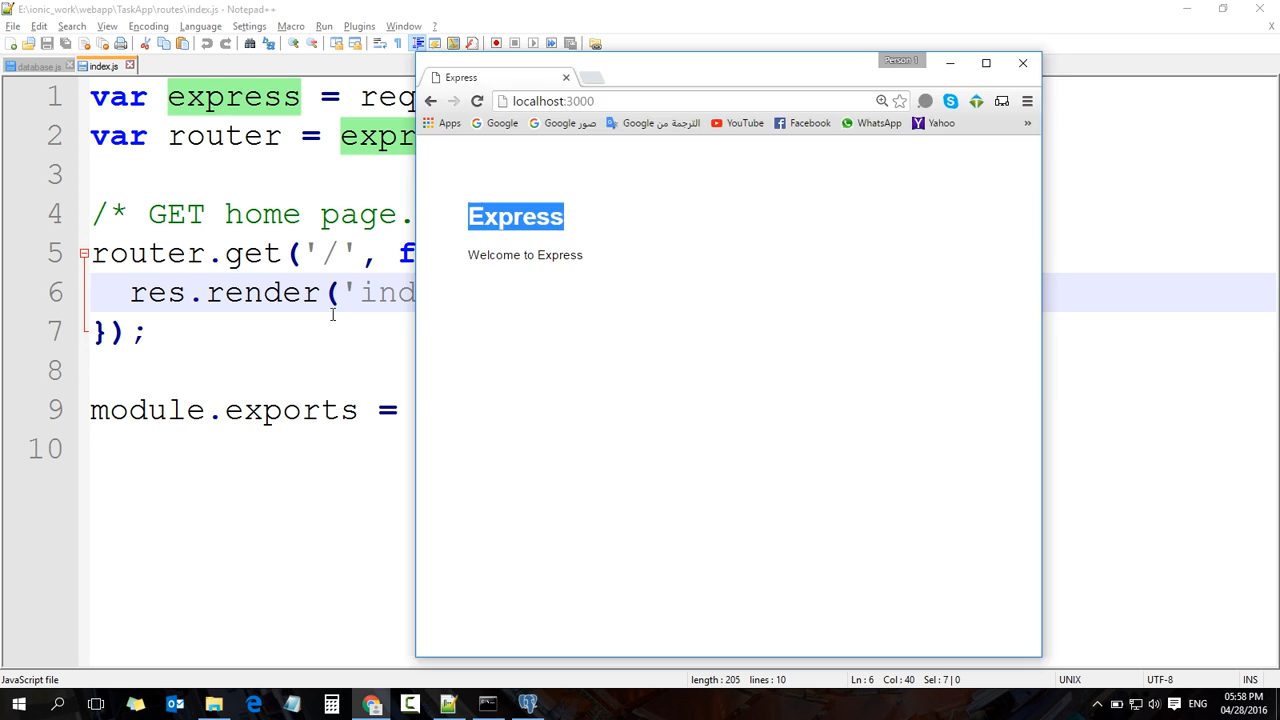 E:\ionic_work\webapp\TaskApp\routes\index.js - Notepad++
File Edit Search View Encoding Language Settings Macro Run Plugins Window ?
X
database.js index.js
1 var express = req
2 var router = expr
3
4 /* GET home page.
5 router.get('/', f
6 res.render('ind
7 });
8
9 module.exports =
10
Person 1
Express
localhost:3000
Apps Google صور Google الترجمة من Google YouTube Facebook WhatsApp Yahoo »
Express
Welcome to Express
JavaScript file length : 205 lines : 10 Ln : 6 Col : 40 Sel : 7 | 0 UNIX UTF-8 INS
ENG
05:58 PM
04/28/2016